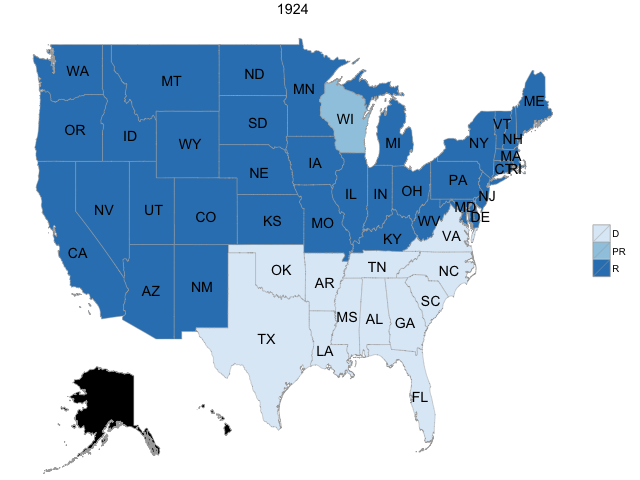 1924
WA
MT
ND
MN
ME
OR
ID
WY
SD
WI
MI
NY
VT
NH
MA
CT
RI
NV
UT
CO
NE
IA
IL
IN
OH
PA
NJ
MD
DE
CA
AZ
NM
KS
MO
KY
WV
VA
OK
AR
TN
NC
SC
TX
LA
MS
AL
GA
FL
D
PR
R